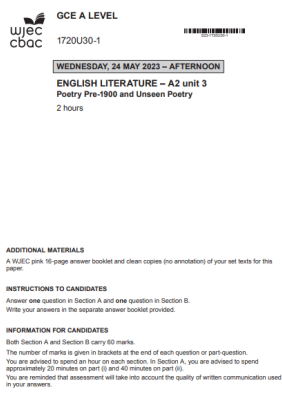 wjec
cbac
GCE A LEVEL
1720U30-1
WEDNESDAY, 24 MAY 2023 – AFTERNOON
ENGLISH LITERATURE – A2 unit 3
Poetry Pre-1900 and Unseen Poetry
2 hours
ADDITIONAL MATERIALS
A WJEC pink 16-page answer booklet and clean copies (no annotation) of your set texts for this
paper.
INSTRUCTIONS TO CANDIDATES
Answer one question in Section A and one question in Section B.
Write your answers in the separate answer booklet provided.
INFORMATION FOR CANDIDATES
Both Section A and Section B carry 60 marks.
The number of marks is given in brackets at the end of each question or part-question.
You are advised to spend an hour on each section. In Section A, you are advised to spend
approximately 20 minutes on part (i) and 40 minutes on part (ii).
You are reminded that assessment will take into account the quality of written communication used
in your answers.